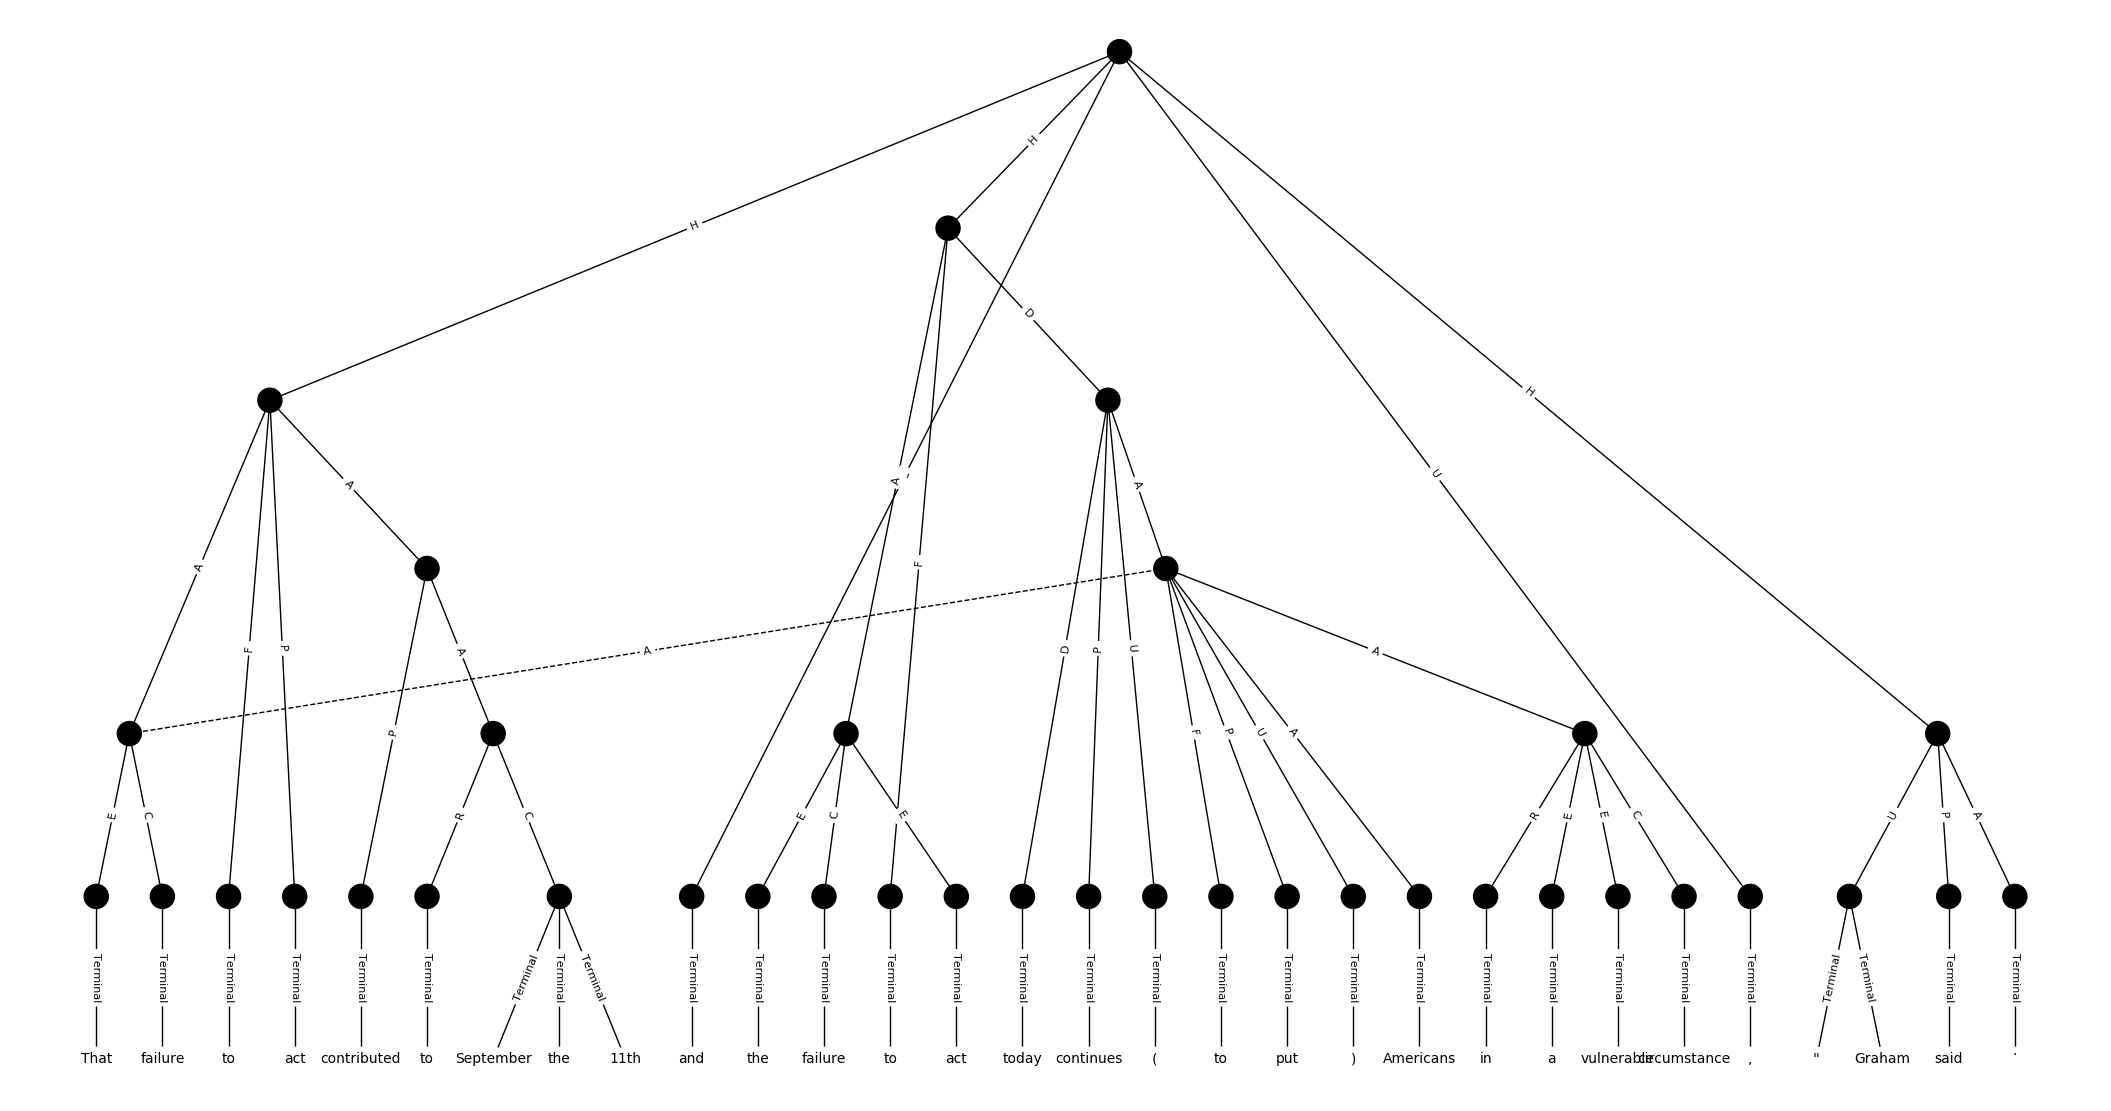 H
H
D
H
A
A
-
A
U
A
F
F
P
A
A
D
P
U
A
P
F
P
U
A
E
C
R
C
E
C
E
R
E
E
C
U
P
A
Terminal Terminal Terminal Terminal Terminal Terminal Terminal Terminal Terminal Terminal Terminal Terminal Terminal Terminal Terminal Terminal Terminal Terminal Terminal Terminal Terminal Terminal Terminal Terminal Terminal Terminal Terminal Terminal Terminal Terminal
That failure to act contributed to September the 11th and the failure to act today continues ( to put ) Americans in a vulnerable circumstance , " Graham said .